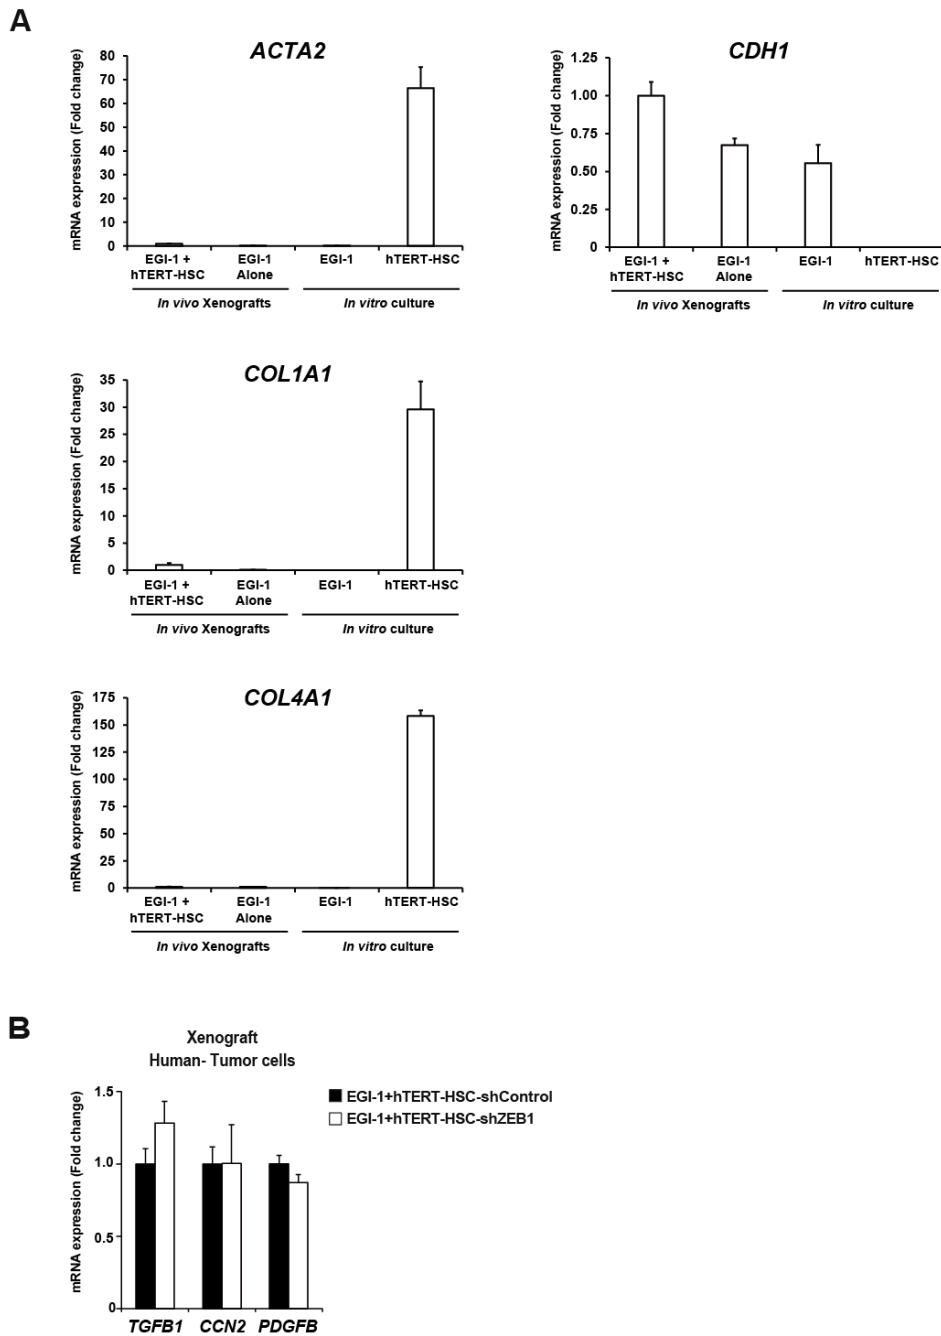 A
ACTA2
mRNA expression (Fold change)
80
70
60
50
40
30
20
10
0
EGI-1 + hTERT-HSC
EGI-1 Alone
EGI-1
hTERT-HSC
In vivo Xenografts
In vitro culture
CDH1
mRNA expression (Fold change)
1.25
1.00
0.75
0.50
0.25
0
EGI-1 + hTERT-HSC
EGI-1 Alone
EGI-1
hTERT-HSC
In vivo Xenografts
In vitro culture
COL1A1
mRNA expression (Fold change)
35
30
25
20
15
10
5
0
EGI-1 + hTERT-HSC
EGI-1 Alone
EGI-1
hTERT-HSC
In vivo Xenografts
In vitro culture
COL4A1
mRNA expression (Fold change)
175
150
125
100
75
50
25
0
EGI-1 + hTERT-HSC
EGI-1 Alone
EGI-1
hTERT-HSC
In vivo Xenografts
In vitro culture
B
Xenograft
Human- Tumor cells
mRNA expression (Fold change)
1.5
1.0
0.5
0
TGFB1 CCN2 PDGFB
EGI-1+hTERT-HSC-shControl
EGI-1+hTERT-HSC-shZEB1